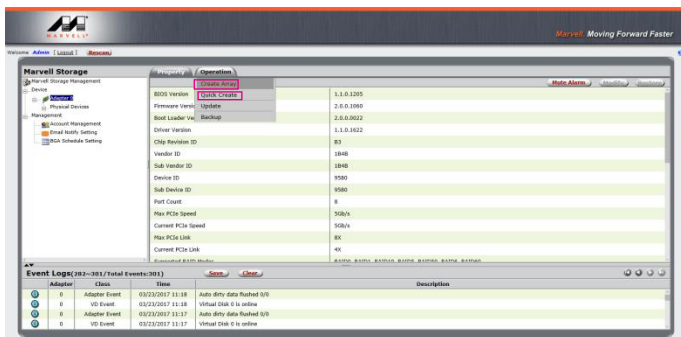 MARVELL
Marvell. Moving Forward Faster
Welcome Admin [ Logout ] Rescan
Marvell Storage
Property
Operation
Marvell Storage Management
Device
Adapter 0
Physical Devices
Management
Account Management
Email Notify Setting
BGA Schedule Setting
Create Array
Quick Create
Update
Backup
Mute Alarm
BIOS Version 1.1.0.1205
Firmware Versi 2.0.0.1060
Boot Loader Ve 2.0.0.0022
Driver Version 1.1.0.1622
Chip Revision ID B3
Vendor ID 1B4B
Sub Vendor ID 1B4B
Device ID 9580
Sub Device ID 9580
Port Count 8
Max PCIe Speed 5Gb/s
Current PCIe Speed 5Gb/s
Max PCIe Link 8X
Current PCIe Link 4X
Event Logs(282~301/Total Events:301)
Save
Clear
Adapter Class Time Description
0 Adapter Event 03/23/2017 11:18 Auto dirty data flushed 0/0
0 VD Event 03/23/2017 11:18 Virtual Disk 0 is online
0 Adapter Event 03/23/2017 11:17 Auto dirty data flushed 0/0
0 VD Event 03/23/2017 11:17 Virtual Disk 0 is online